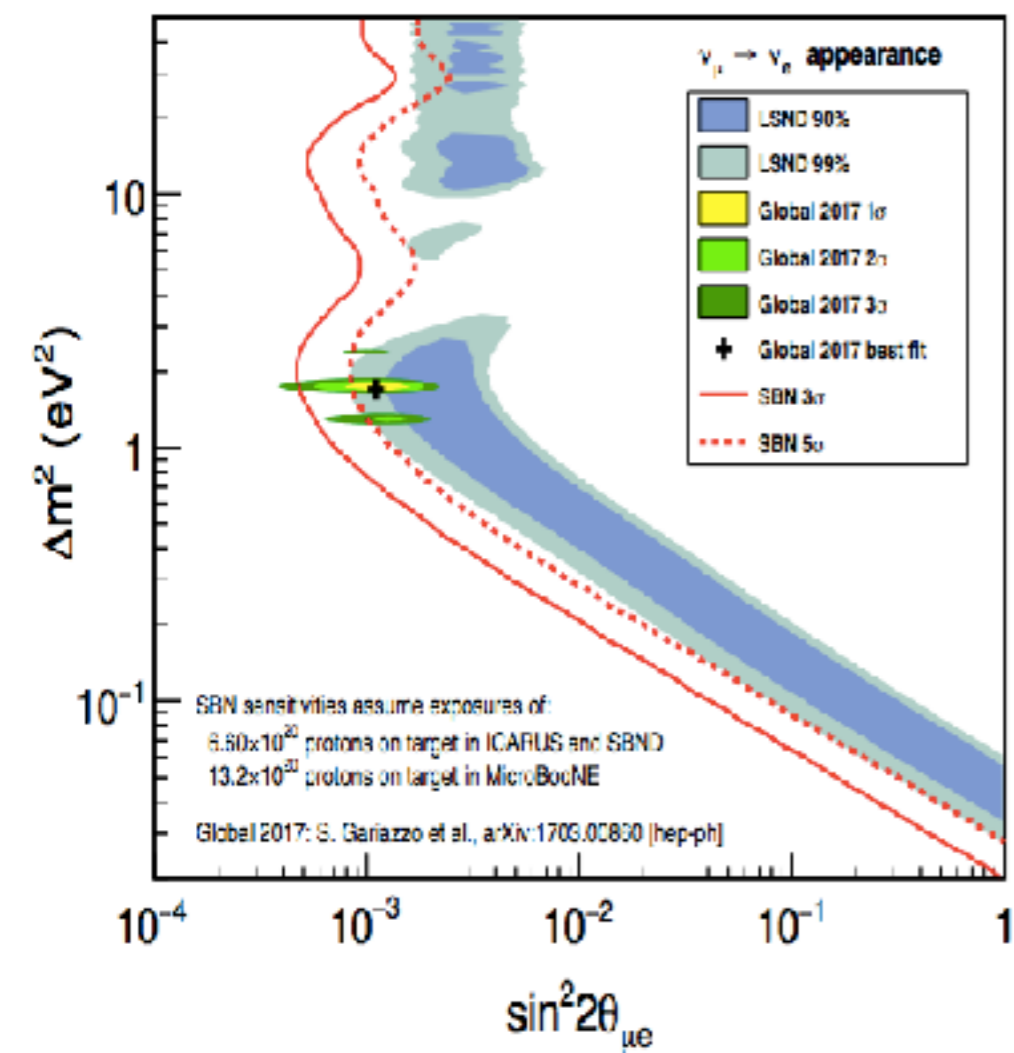 ν_μ → ν_e appearance
LSND 90%
LSND 99%
Global 2017 1σ
Global 2017 2σ
Global 2017 3σ
Global 2017 best fit
SBN 3σ
SBN 5σ
10
1
10⁻¹
Δm² (eV²)
SBN sensitivities assume exposures of:
6.60×10²⁰ protons on target in ICARUS and SBND
13.2×10²⁰ protons on target in MicroBooNE
Global 2017: S. Gariazzo et al., arXiv:1703.00860 [hep-ph]
10⁻⁴ 10⁻³ 10⁻² 10⁻¹ 1
sin²2θ_μe